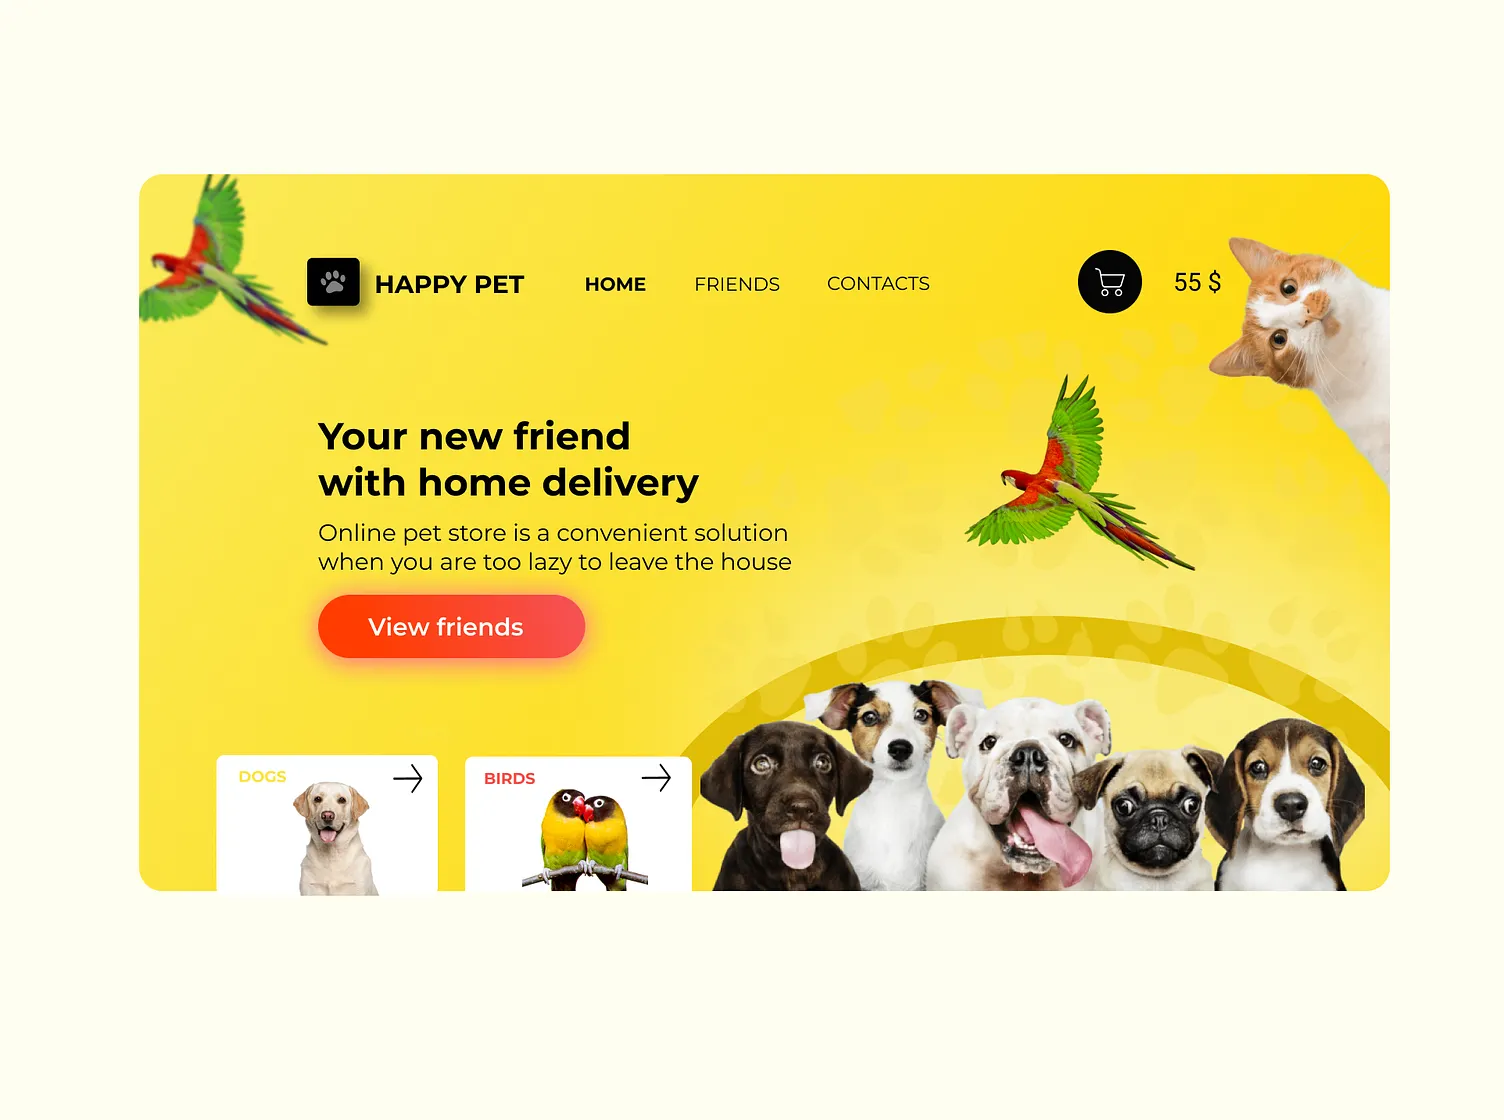 HAPPY PET
HOME
FRIENDS
CONTACTS
55 $
Your new friend
with home delivery
Online pet store is a convenient solution
when you are too lazy to leave the house
View friends
DOGS
BIRDS